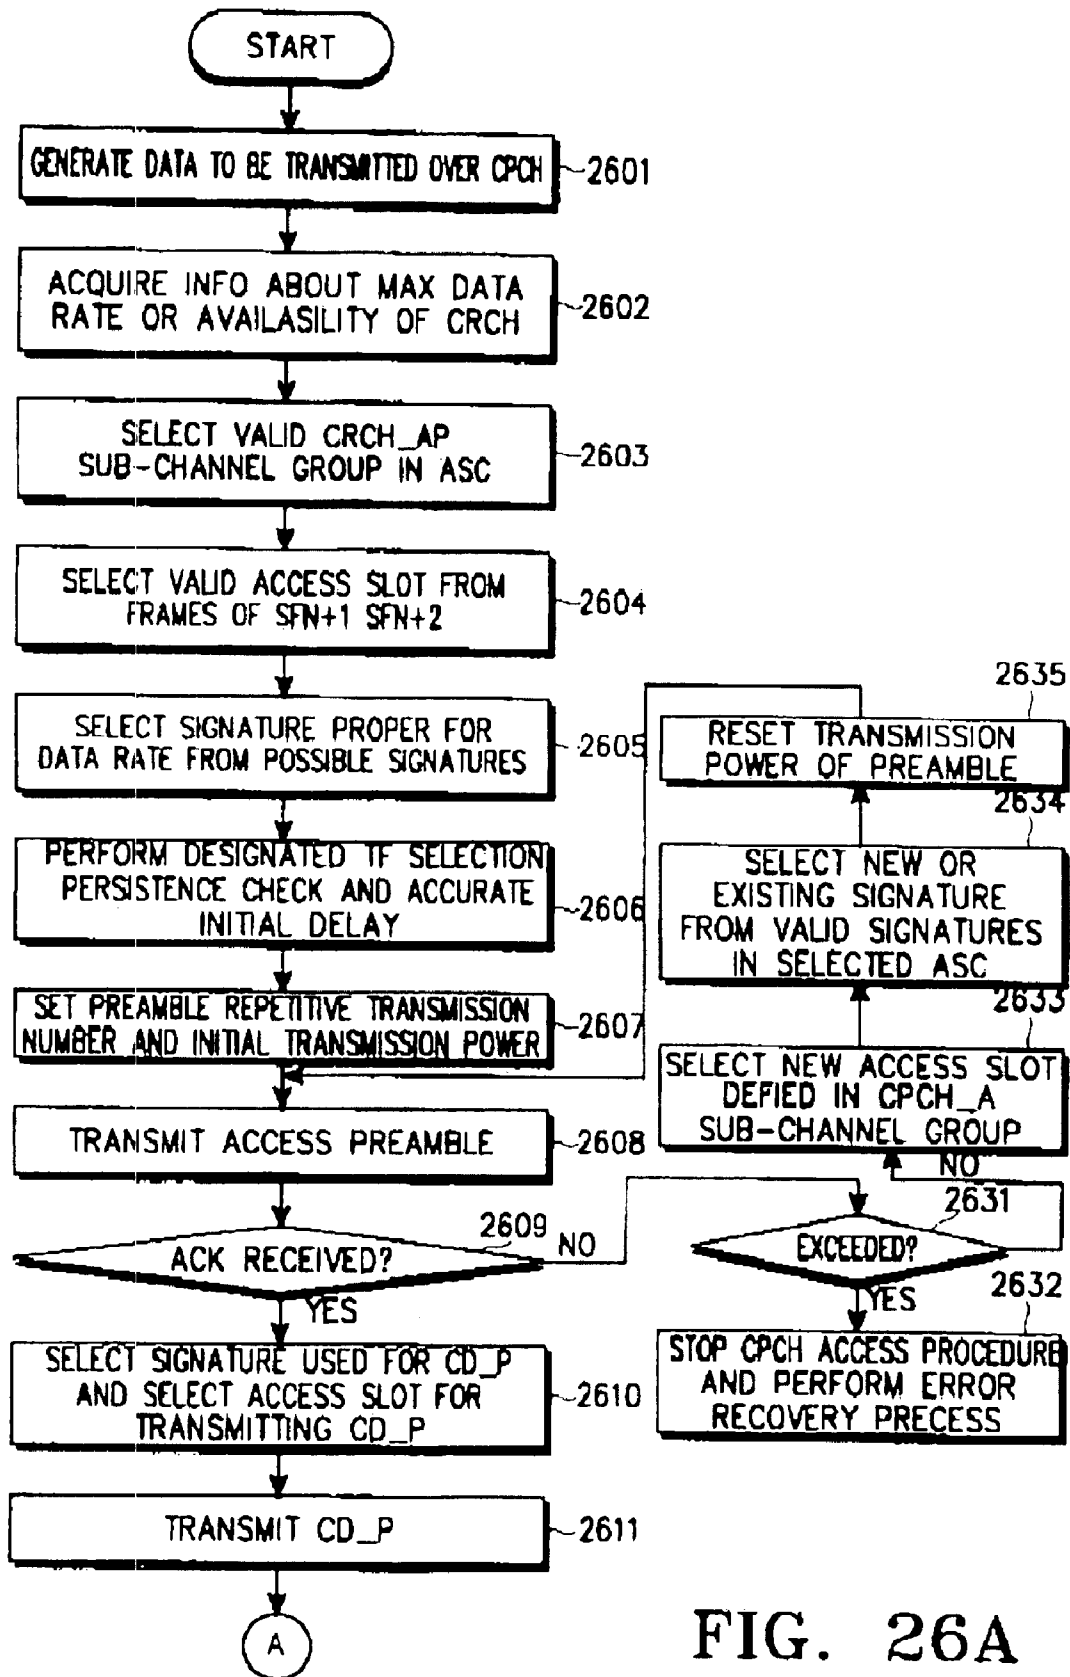 START
GENERATE DATA TO BE TRANSMITTED OVER CPCH
2601
ACQUIRE INFO ABOUT MAX DATA
RATE OR AVAILASILITY OF CRCH
2602
SELECT VALID CRCH_AP
SUB-CHANNEL GROUP IN ASC
2603
SELECT VALID ACCESS SLOT FROM
FRAMES OF SFN+1 SFN+2
2604
SELECT SIGNATURE PROPER FOR
DATA RATE FROM POSSIBLE SIGNATURES
2605
PERFORM DESIGNATED TF SELECTION
PERSISTENCE CHECK AND ACCURATE
INITIAL DELAY
2606
SET PREAMBLE REPETITIVE TRANSMISSION
NUMBER AND INITIAL TRANSMISSION POWER
2607
TRANSMIT ACCESS PREAMBLE
2608
ACK RECEIVED?
2609
NO
YES
SELECT SIGNATURE USED FOR CD_P
AND SELECT ACCESS SLOT FOR
TRANSMITTING CD_P
2610
TRANSMIT CD_P
2611
A
2635
RESET TRANSMISSION
POWER OF PREAMBLE
2634
SELECT NEW OR
EXISTING SIGNATURE
FROM VALID SIGNATURES
IN SELECTED ASC
2633
SELECT NEW ACCESS SLOT
DEFIED IN CPCH_A
SUB-CHANNEL GROUP
NO
2631
EXCEEDED?
YES
2632
STOP CPCH ACCESS PROCEDURE
AND PERFORM ERROR
RECOVERY PRECESS
FIG. 26A